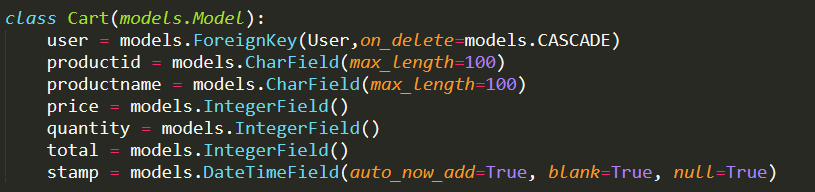 class Cart(models.Model):
    user = models.ForeignKey(User,on_delete=models.CASCADE)
    productid = models.CharField(max_length=100)
    productname = models.CharField(max_length=100)
    price = models.IntegerField()
    quantity = models.IntegerField()
    total = models.IntegerField()
    stamp = models.DateTimeField(auto_now_add=True, blank=True, null=True)